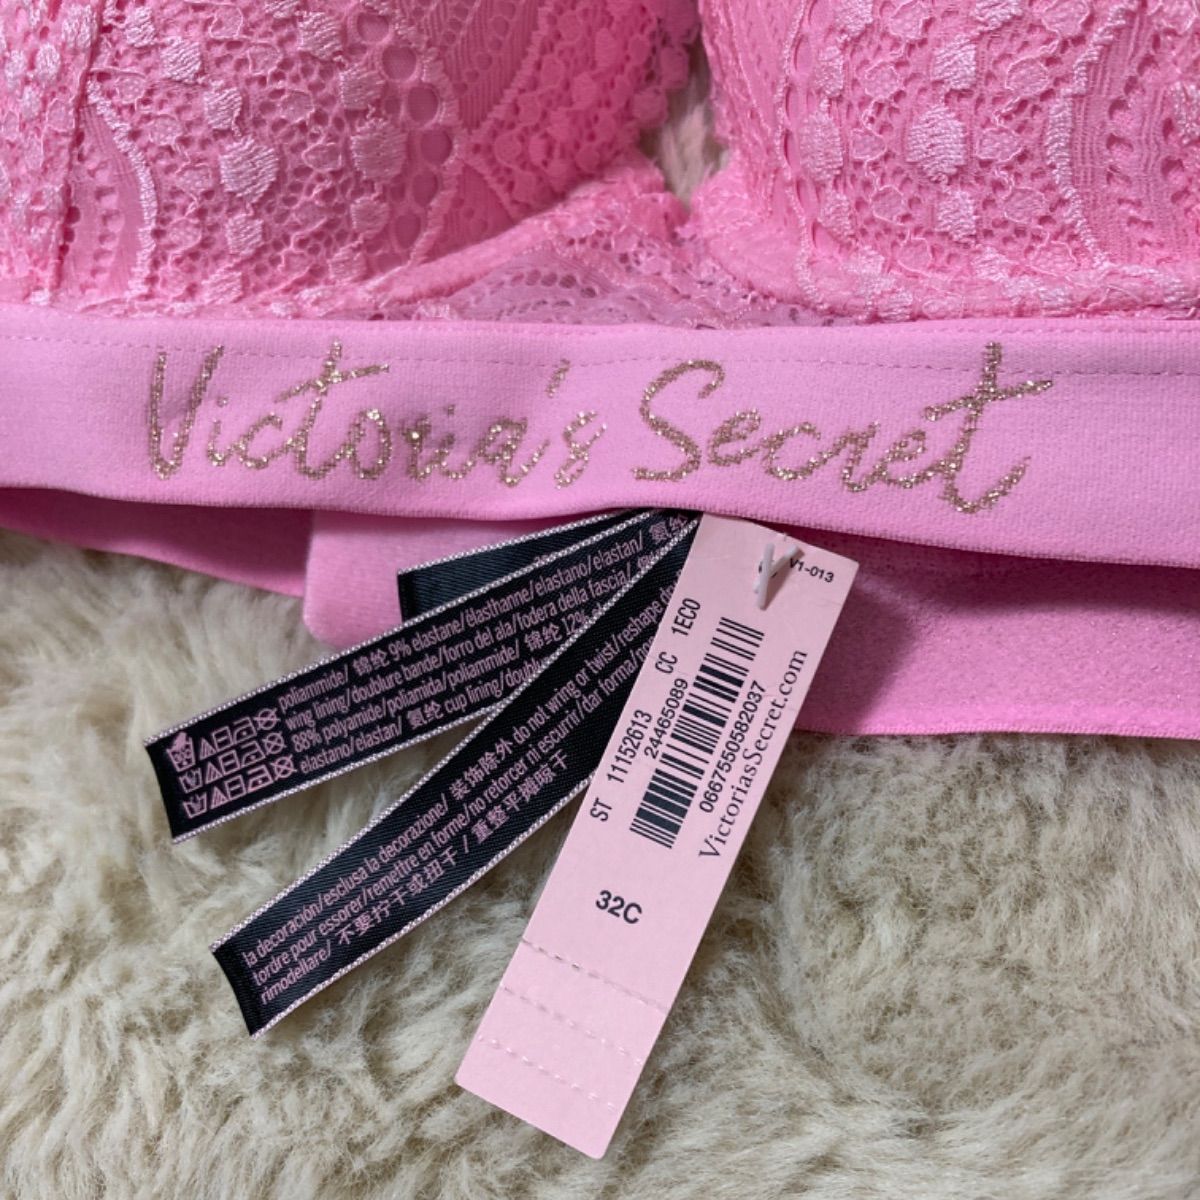 Victoria's Secret
V1-013
ST 11152613 CC 1ECO
24465089
0667550582037
VictoriasSecret.com
32C
poliammide/ 锦纶 9% elastane/élasthanne/elastano/elastan/ 氨纶
wing lining/doublure bande/forro del ala/fodera della fascia/
88% polyamide/poliamida/poliammide/ 锦纶 12%
elastano/elastan/ 氨纶 cup lining/doublure
la decoración/esclusa la decorazione/ 装饰除外 do not wring or twist/reshape
tordre pour essorer/remettre en forme/no retorcer ni escurrir/dar forma/
rimodellare/ 不要拧干或扭干 / 重整平摊晾干